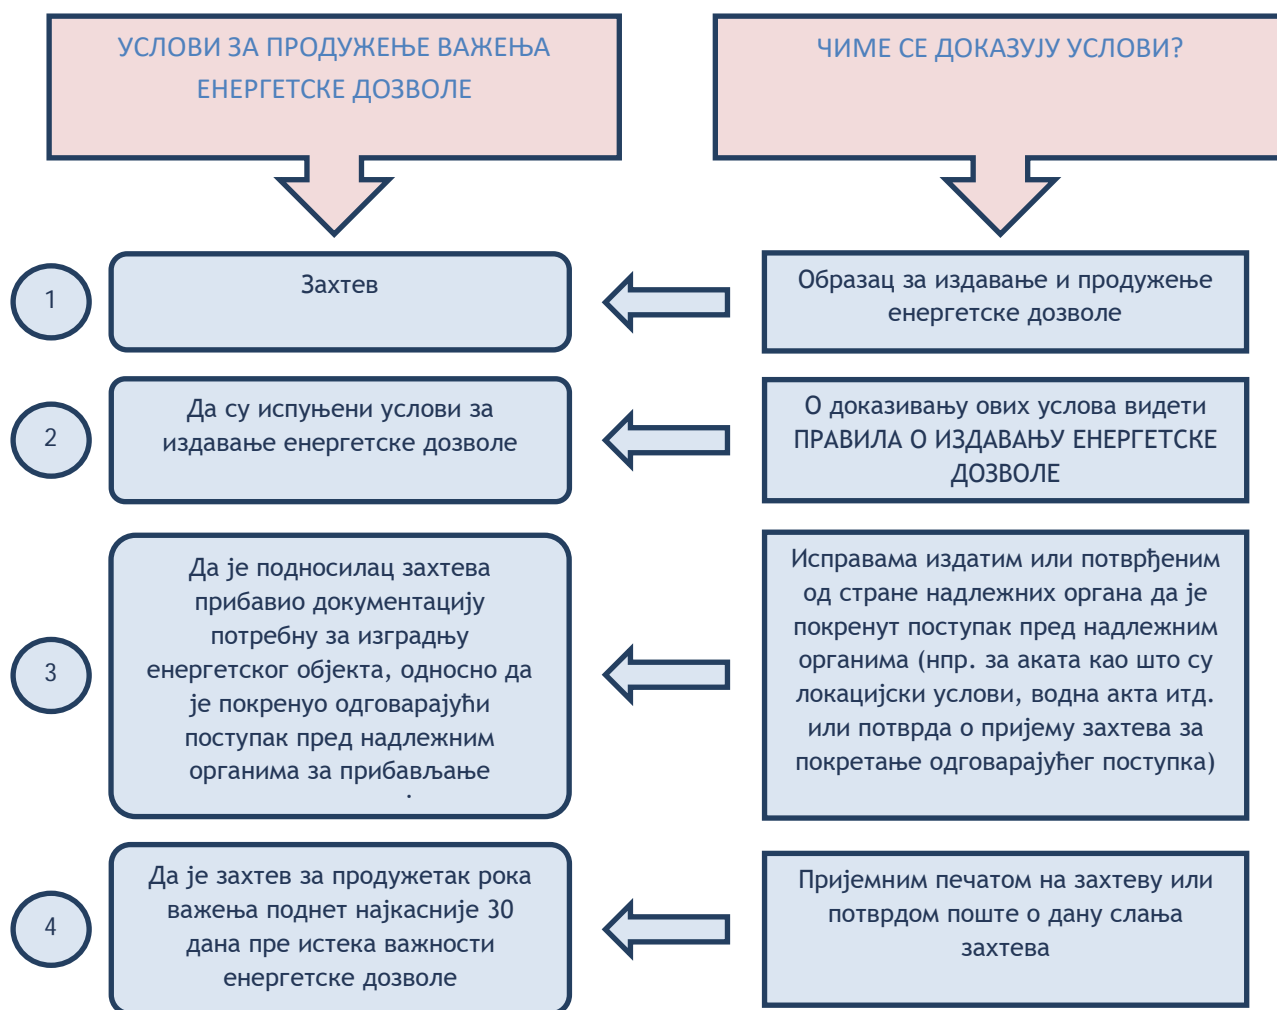 УСЛОВИ ЗА ПРОДУЖЕЊЕ ВАЖЕЊА
ЕНЕРГЕТСКЕ ДОЗВОЛЕ
ЧИМЕ СЕ ДОКАЗУЈУ УСЛОВИ?
1
Захтев
Образац за издавање и продужење
енергетске дозволе
2
Да су испуњени услови за
издавање енергетске дозволе
О доказивању ових услова видети
ПРАВИЛА О ИЗДАВАЊУ ЕНЕРГЕТСКЕ
ДОЗВОЛЕ
3
Да је подносилац захтева
прибавио документацију
потребну за изградњу
енергетског објекта, односно да
је покренуо одговарајући
поступак пред надлежним
органима за прибављање
Исправама издатим или потврђеним
од стране надлежних органа да је
покренут поступак пред надлежним
органима (нпр. за аката као што су
локацијски услови, водна акта итд.
или потврда о пријему захтева за
покретање одговарајућег поступка)
4
Да је захтев за продужетак рока
важења поднет најкасније 30
дана пре истека важности
енергетске дозволе
Пријемним печатом на захтеву или
потврдом поште о дану слања
захтева